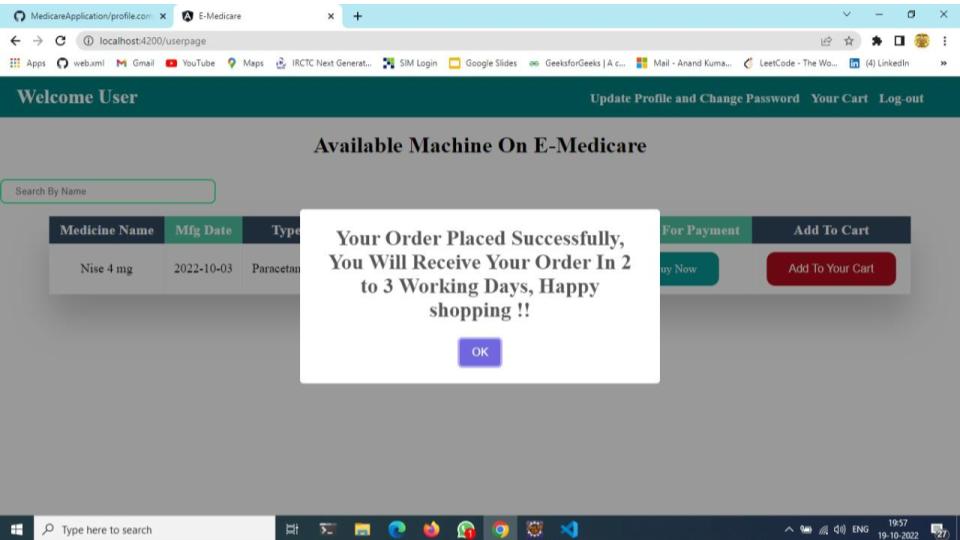 MedicareApplication/profile.com
E-Medicare
localhost:4200/userpage
Apps web.xml Gmail YouTube Maps IRCTC Next Generat... SIM Login Google Slides GeeksforGeeks | A c... Mail - Anand Kuma... LeetCode - The Wo... (4) LinkedIn »
Welcome User
Update Profile and Change Password Your Cart Log-out
Available Machine On E-Medicare
Search By Name
Medicine Name Mfg Date Type For Payment Add To Cart
Nise 4 mg 2022-10-03 Paracetam uy Now Add To Your Cart
Your Order Placed Successfully,
You Will Receive Your Order In 2
to 3 Working Days, Happy
shopping !!
OK
Type here to search
ENG
19:57
19-10-2022
27